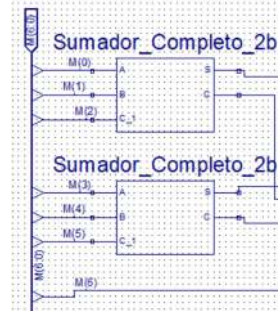 M(6:0)
Sumador_Completo_2b
M(0)
A
S
M(1)
B
C
M(2)
C_1
Sumador_Completo_2b
M(3)
A
S
M(4)
B
C
M(5)
C_1
M(6:0)
M(6)